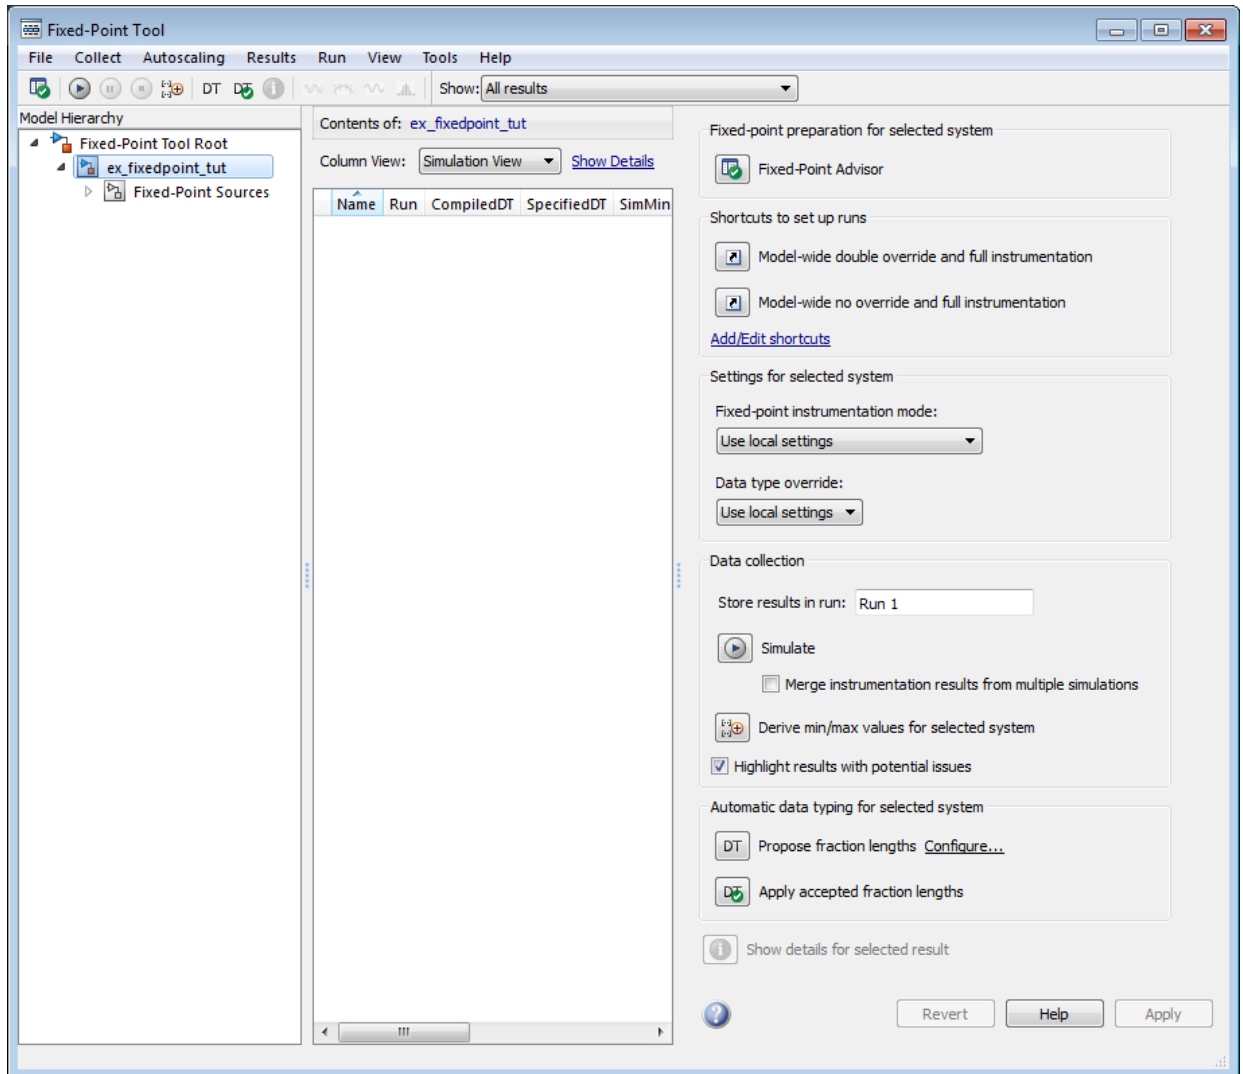 Fixed-Point Tool
File Collect Autoscaling Results Run View Tools Help
DT Show: All results
Model Hierarchy
Fixed-Point Tool Root
ex_fixedpoint_tut
Fixed-Point Sources
Contents of: ex_fixedpoint_tut
Column View: Simulation View Show Details
Name Run CompiledDT SpecifiedDT SimMin
Fixed-point preparation for selected system
Fixed-Point Advisor
Shortcuts to set up runs
Model-wide double override and full instrumentation
Model-wide no override and full instrumentation
Add/Edit shortcuts
Settings for selected system
Fixed-point instrumentation mode:
Use local settings
Data type override:
Use local settings
Data collection
Store results in run: Run 1
Simulate
Merge instrumentation results from multiple simulations
Derive min/max values for selected system
Highlight results with potential issues
Automatic data typing for selected system
DT Propose fraction lengths Configure...
DT Apply accepted fraction lengths
Show details for selected result
Revert Help Apply